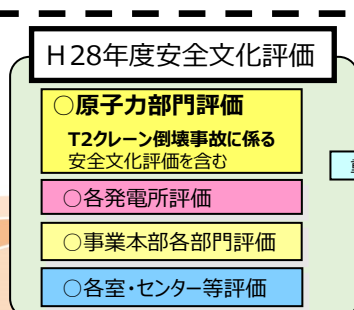 H28年度安全文化評価
○原子力部門評価
T2クレーン倒壊事故に係る
安全文化評価を含む
○各発電所評価
○事業本部各部門評価
○各室・センター等評価